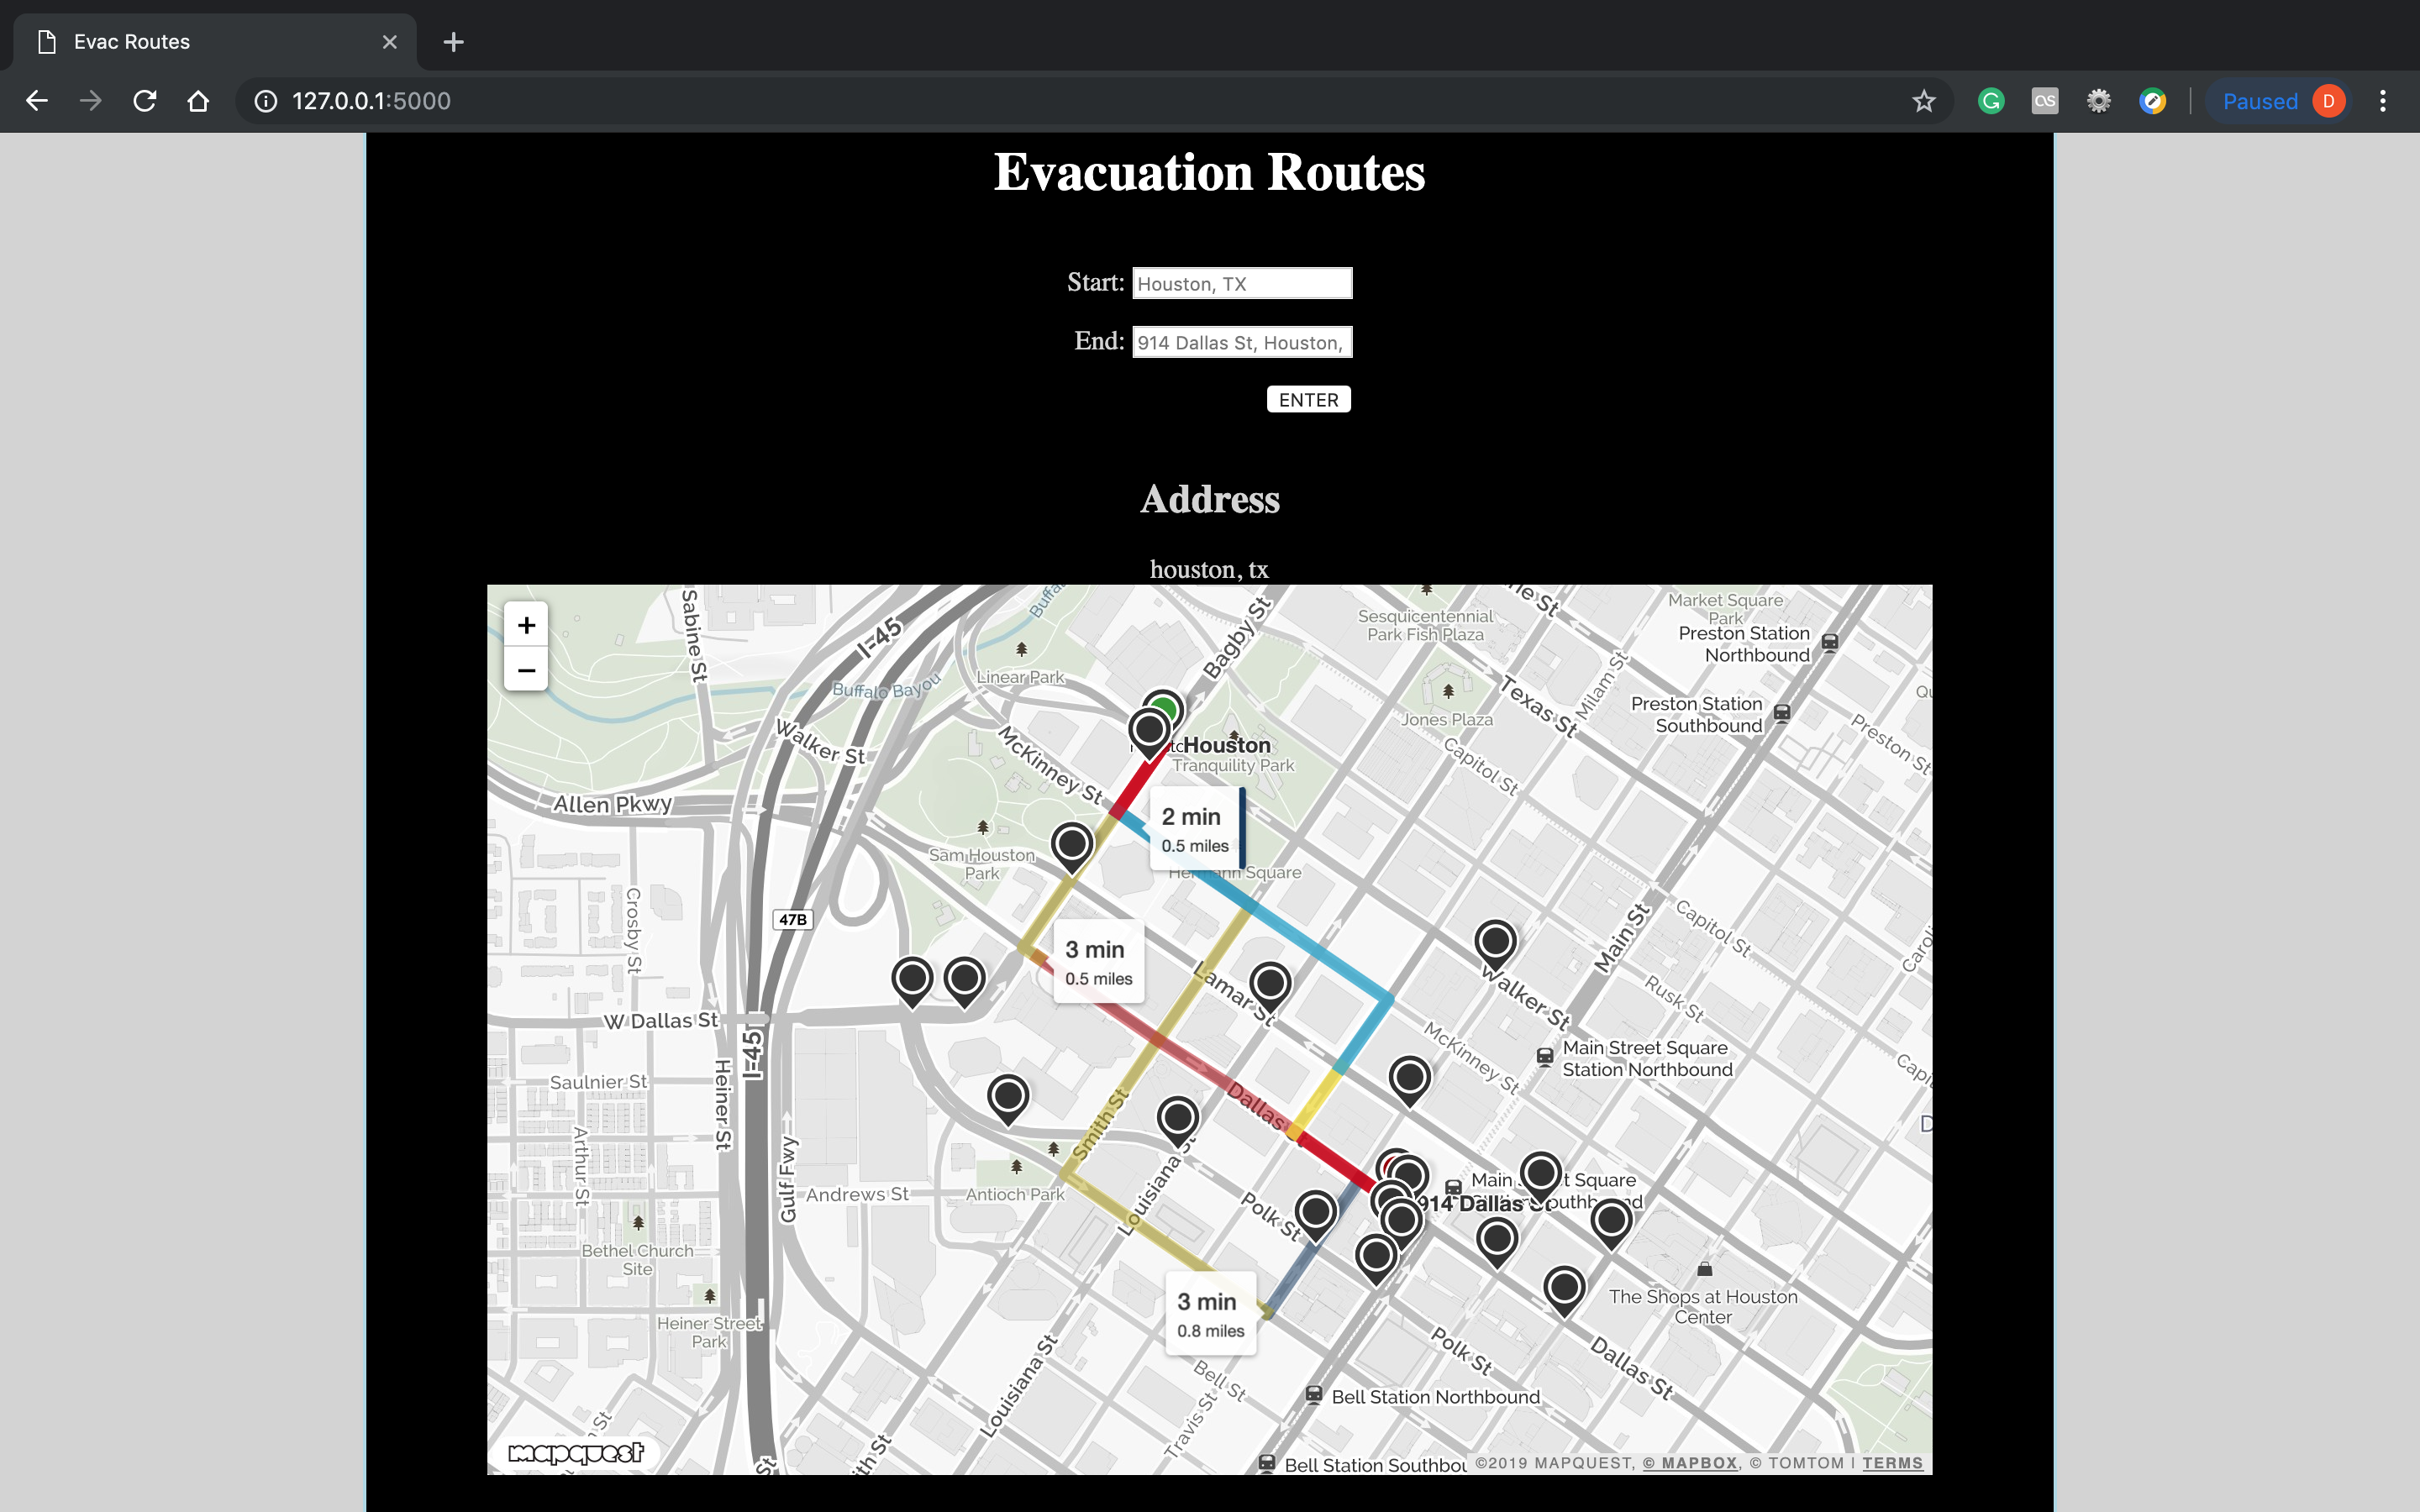 Evac Routes
127.0.0.1:5000
Paused
D
Evacuation Routes
Start: Houston, TX
End: 914 Dallas St, Houston,
ENTER
Address
houston, tx
+
−
Sabine St
I-45
Buffalo Bayou
Linear Park
Bagby St
Sesquicentennial
Park Fish Plaza
Market Square
Park
Preston Station
Northbound
Texas St
Milam St
Jones Plaza
Preston Station
Southbound
Preston St
Capitol St
Walker St
McKinney St
Houston
Tranquility Park
Allen Pkwy
2 min
0.5 miles
Sam Houston
Park
Hermann Square
Crosby St
47B
3 min
0.5 miles
Lamar St
Walker St
Main St
Capitol St
Rusk St
W Dallas St
I-45
McKinney St
Main Street Square
Station Northbound
Saulnier St
Heiner St
Arthur St
Gulf Fwy
Andrews St
Smith St
Antioch Park
Louisiana St
Dallas
Polk St
914 Dallas St
Bethel Church
Site
Heiner Street
Park
3 min
0.8 miles
The Shops at Houston
Center
Polk St
Dallas St
Bell St
Travis St
Louisiana St
Bell Station Northbound
mapquest
©2019 MAPQUEST, © MAPBOX, © TOMTOM | TERMS